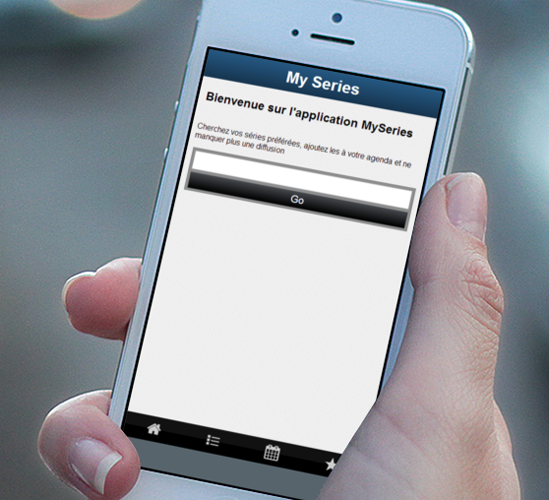 My Series
Bienvenue sur l'application MySeries
Cherchez vos séries préférées, ajoutez les à votre agenda et ne
manquer plus une diffusion
Go